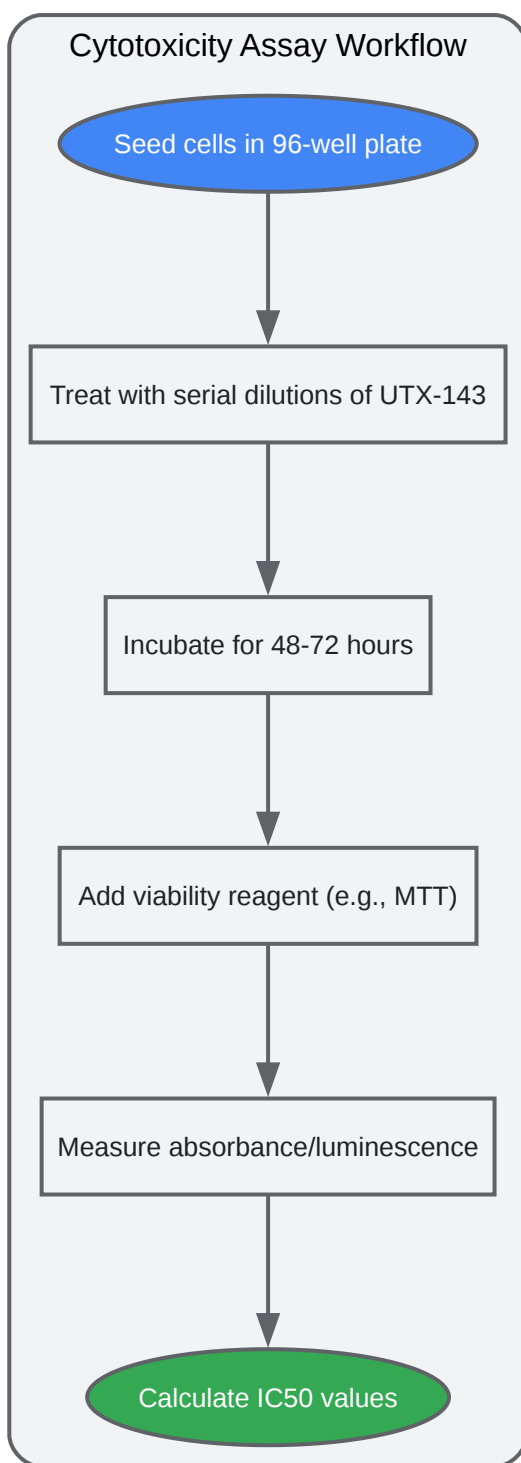 Cytotoxicity Assay Workflow
Seed cells in 96-well plate
Treat with serial dilutions of UTX-143
Incubate for 48-72 hours
Add viability reagent (e.g., MTT)
Measure absorbance/luminescence
Calculate IC50 values